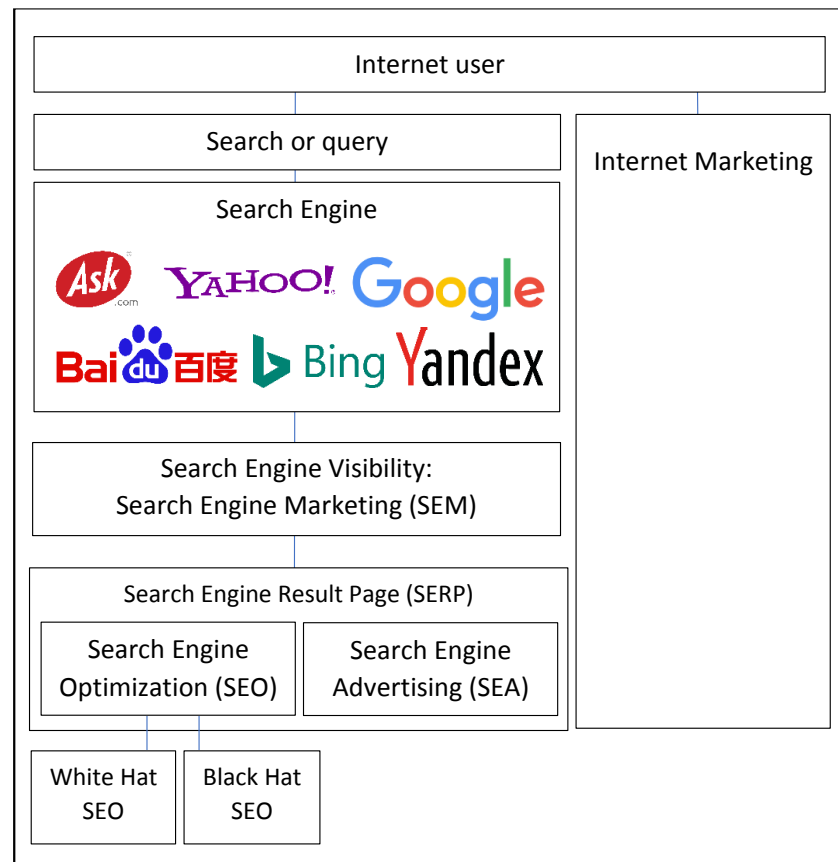 Internet user
Search or query
Internet Marketing
Search Engine
Ask
.com
YAHOO!
Google
Bai du 百度
Bing
Yandex
Search Engine Visibility:
Search Engine Marketing (SEM)
Search Engine Result Page (SERP)
Search Engine
Optimization (SEO)
Search Engine
Advertising (SEA)
White Hat
SEO
Black Hat
SEO